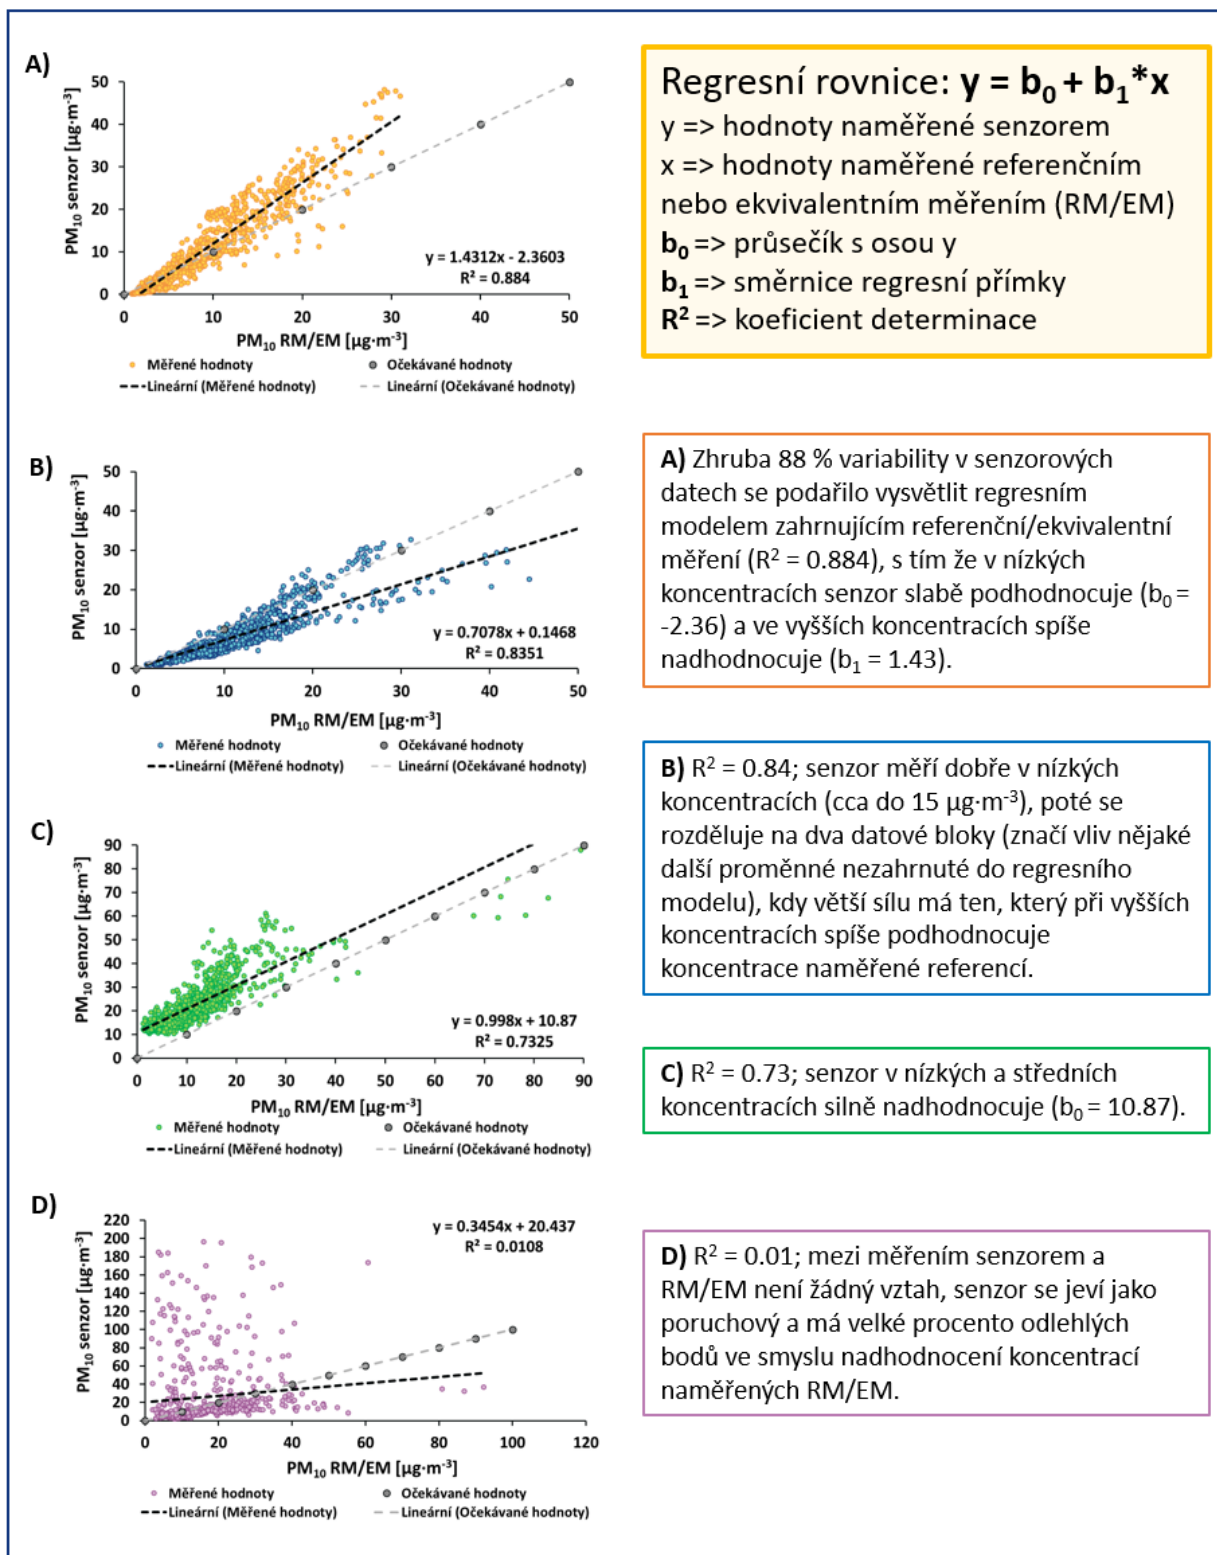 A)
PM₁₀ senzor [µg·m⁻³]
50
40
30
20
10
0
0 10 20 30 40 50
y = 1.4312x - 2.3603
R² = 0.884
PM₁₀ RM/EM [µg·m⁻³]
Měřené hodnoty Očekávané hodnoty
Lineární (Měřené hodnoty) Lineární (Očekávané hodnoty)
Regresní rovnice: y = b₀ + b₁*x
y => hodnoty naměřené senzorem
x => hodnoty naměřené referenčním
nebo ekvivalentním měřením (RM/EM)
b₀ => průsečík s osou y
b₁ => směrnice regresní přímky
R² => koeficient determinace
B)
PM₁₀ senzor [µg·m⁻³]
50
40
30
20
10
0
0 10 20 30 40 50
y = 0.7078x + 0.1468
R² = 0.8351
PM₁₀ RM/EM [µg·m⁻³]
Měřené hodnoty Očekávané hodnoty
Lineární (Měřené hodnoty) Lineární (Očekávané hodnoty)
A) Zhruba 88 % variability v senzorových
datech se podařilo vysvětlit regresním
modelem zahrnujícím referenční/ekvivalentní
měření (R² = 0.884), s tím že v nízkých
koncentracích senzor slabě podhodnocuje (b₀ =
-2.36) a ve vyšších koncentracích spíše
nadhodnocuje (b₁ = 1.43).
C)
PM₁₀ senzor [µg·m⁻³]
90
80
70
60
50
40
30
20
10
0
0 10 20 30 40 50 60 70 80 90
y = 0.998x + 10.87
R² = 0.7325
PM₁₀ RM/EM [µg·m⁻³]
Měřené hodnoty Očekávané hodnoty
Lineární (Měřené hodnoty) Lineární (Očekávané hodnoty)
B) R² = 0.84; senzor měří dobře v nízkých
koncentracích (cca do 15 µg·m⁻³), poté se
rozděluje na dva datové bloky (značí vliv nějaké
další proměnné nezahrnuté do regresního
modelu), kdy větší sílu má ten, který při vyšších
koncentracích spíše podhodnocuje
koncentrace naměřené referencí.
C) R² = 0.73; senzor v nízkých a středních
koncentracích silně nadhodnocuje (b₀ = 10.87).
D)
PM₁₀ senzor [µg·m⁻³]
220
200
180
160
140
120
100
80
60
40
20
0
0 20 40 60 80 100 120
y = 0.3454x + 20.437
R² = 0.0108
PM₁₀ RM/EM [µg·m⁻³]
Měřené hodnoty Očekávané hodnoty
Lineární (Měřené hodnoty) Lineární (Očekávané hodnoty)
D) R² = 0.01; mezi měřením senzorem a
RM/EM není žádný vztah, senzor se jeví jako
poruchový a má velké procento odlehlých
bodů ve smyslu nadhodnocení koncentrací
naměřených RM/EM.